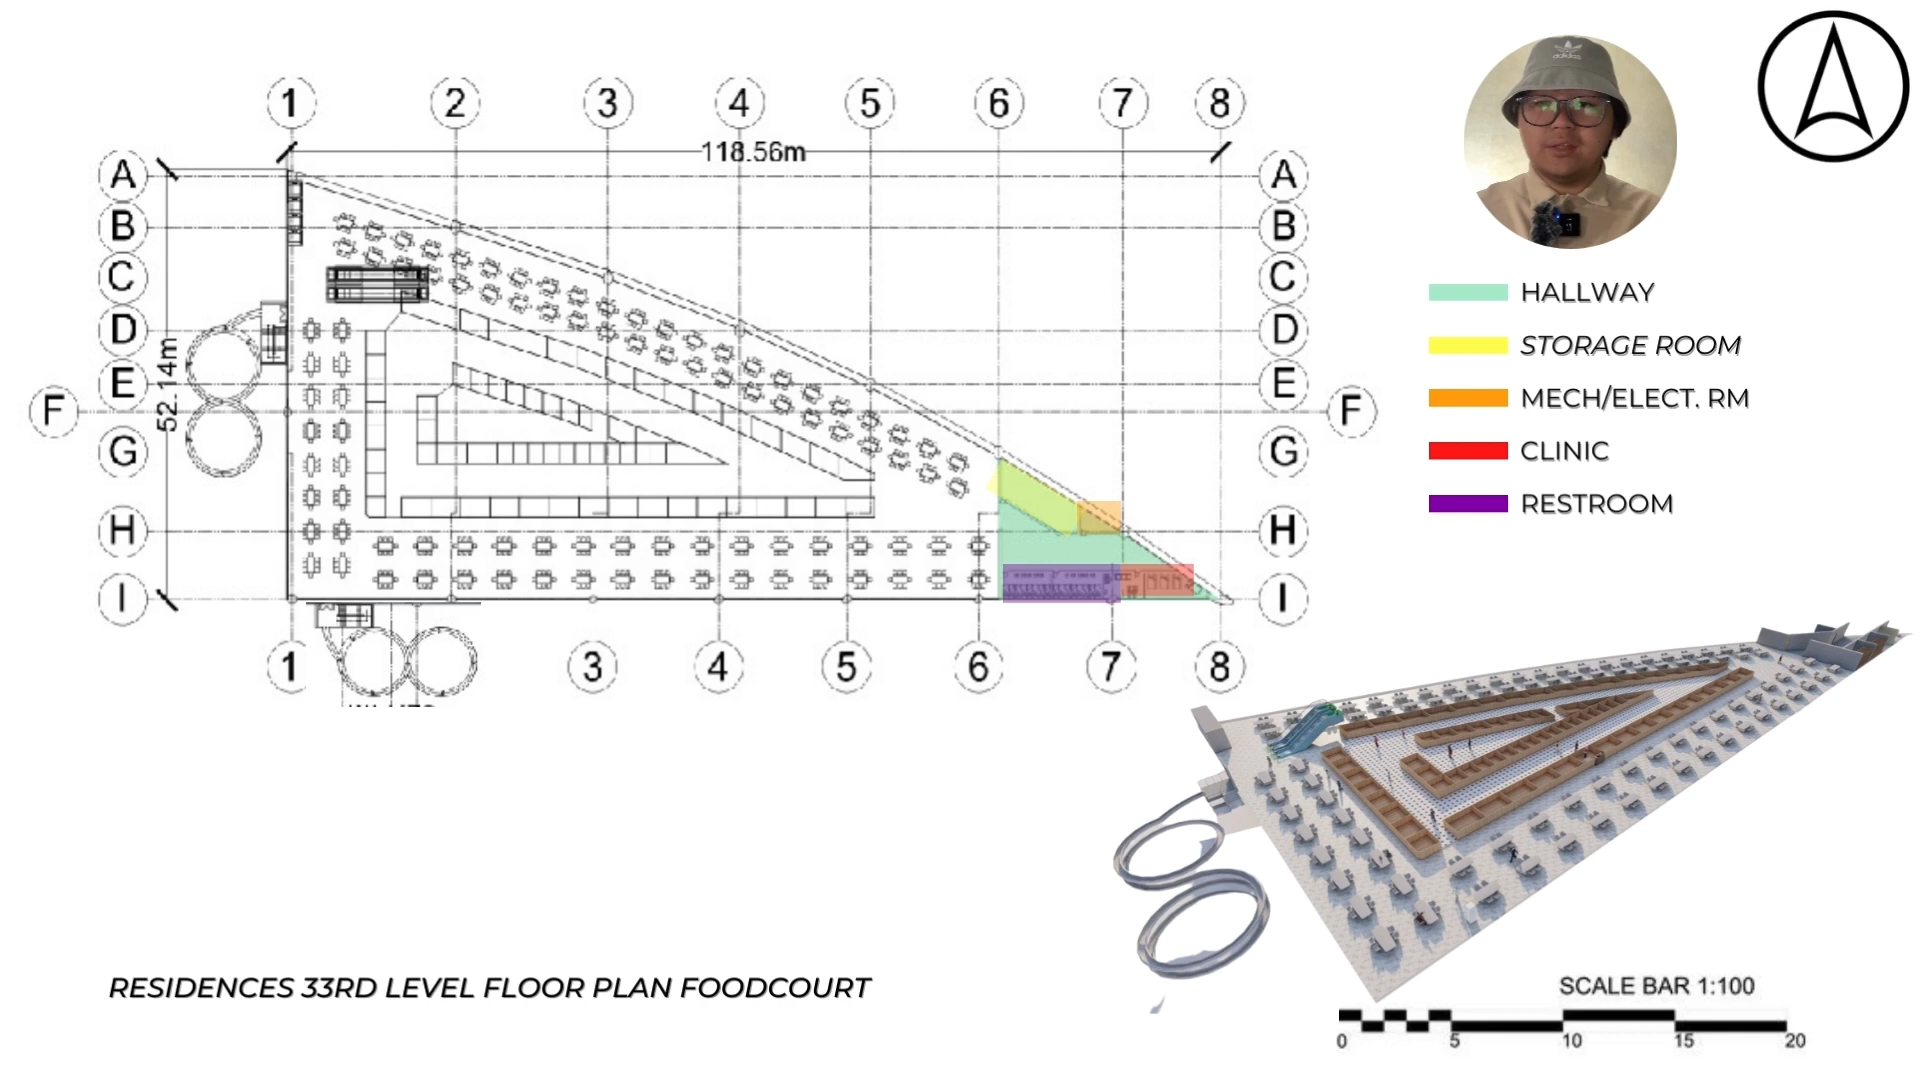 1 2 3 4 5 6 7 8
118.56m
A A
B B
C C
D D
E E
F F
G G
H H
I I
52.14m
1 3 4 5 6 7 8
adidas
HALLWAY
STORAGE ROOM
MECH/ELECT. RM
CLINIC
RESTROOM
RESIDENCES 33RD LEVEL FLOOR PLAN FOODCOURT
SCALE BAR 1:100
0 5 10 15 20